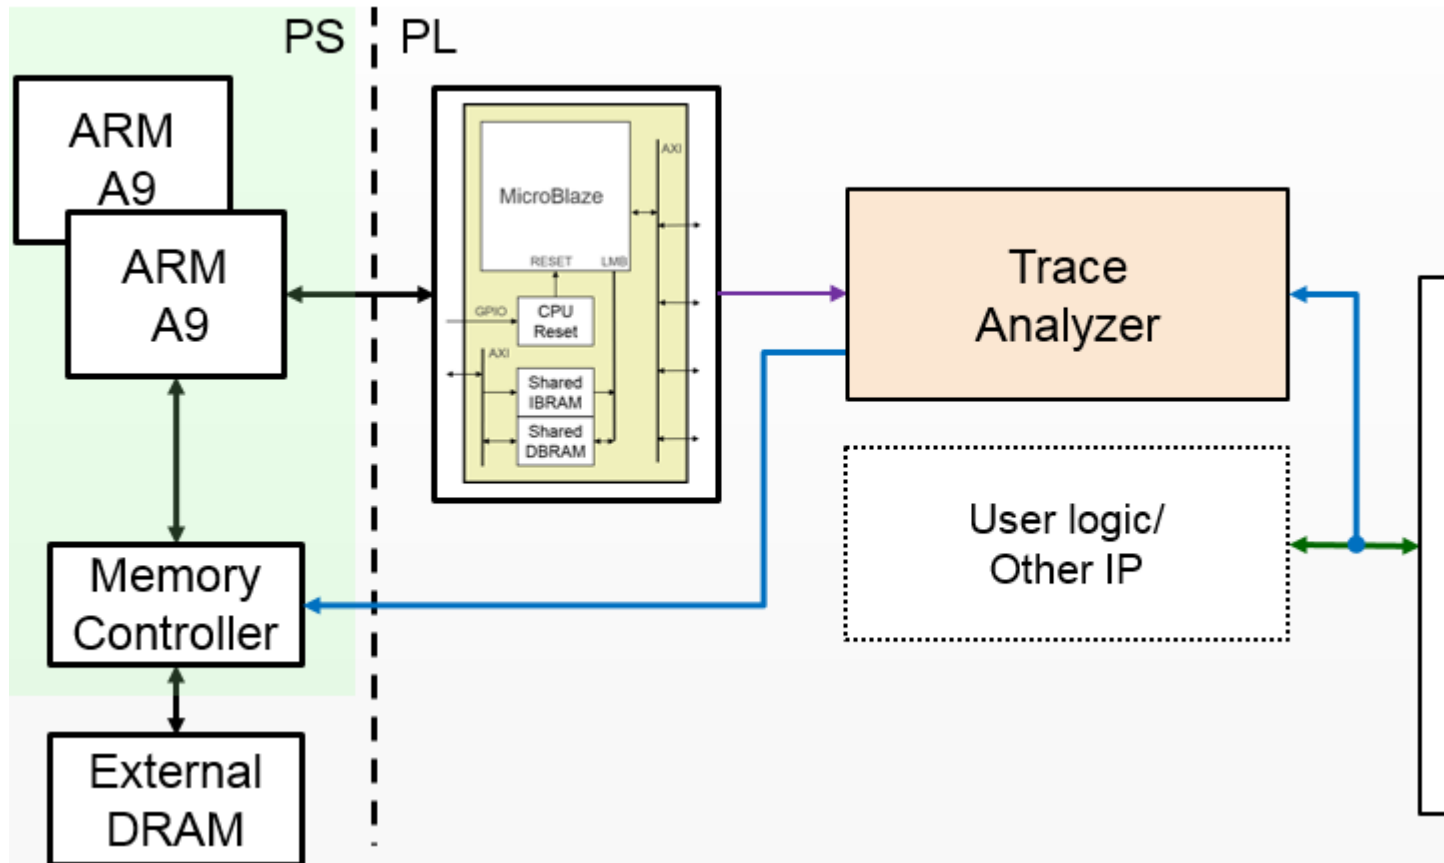 PS
PL
ARM
A9
ARM
A9
Memory
Controller
External
DRAM
MicroBlaze
AXI
RESET
LMB
GPIO
CPU
Reset
AXI
Shared
IBRAM
Shared
DBRAM
Trace
Analyzer
User logic/
Other IP